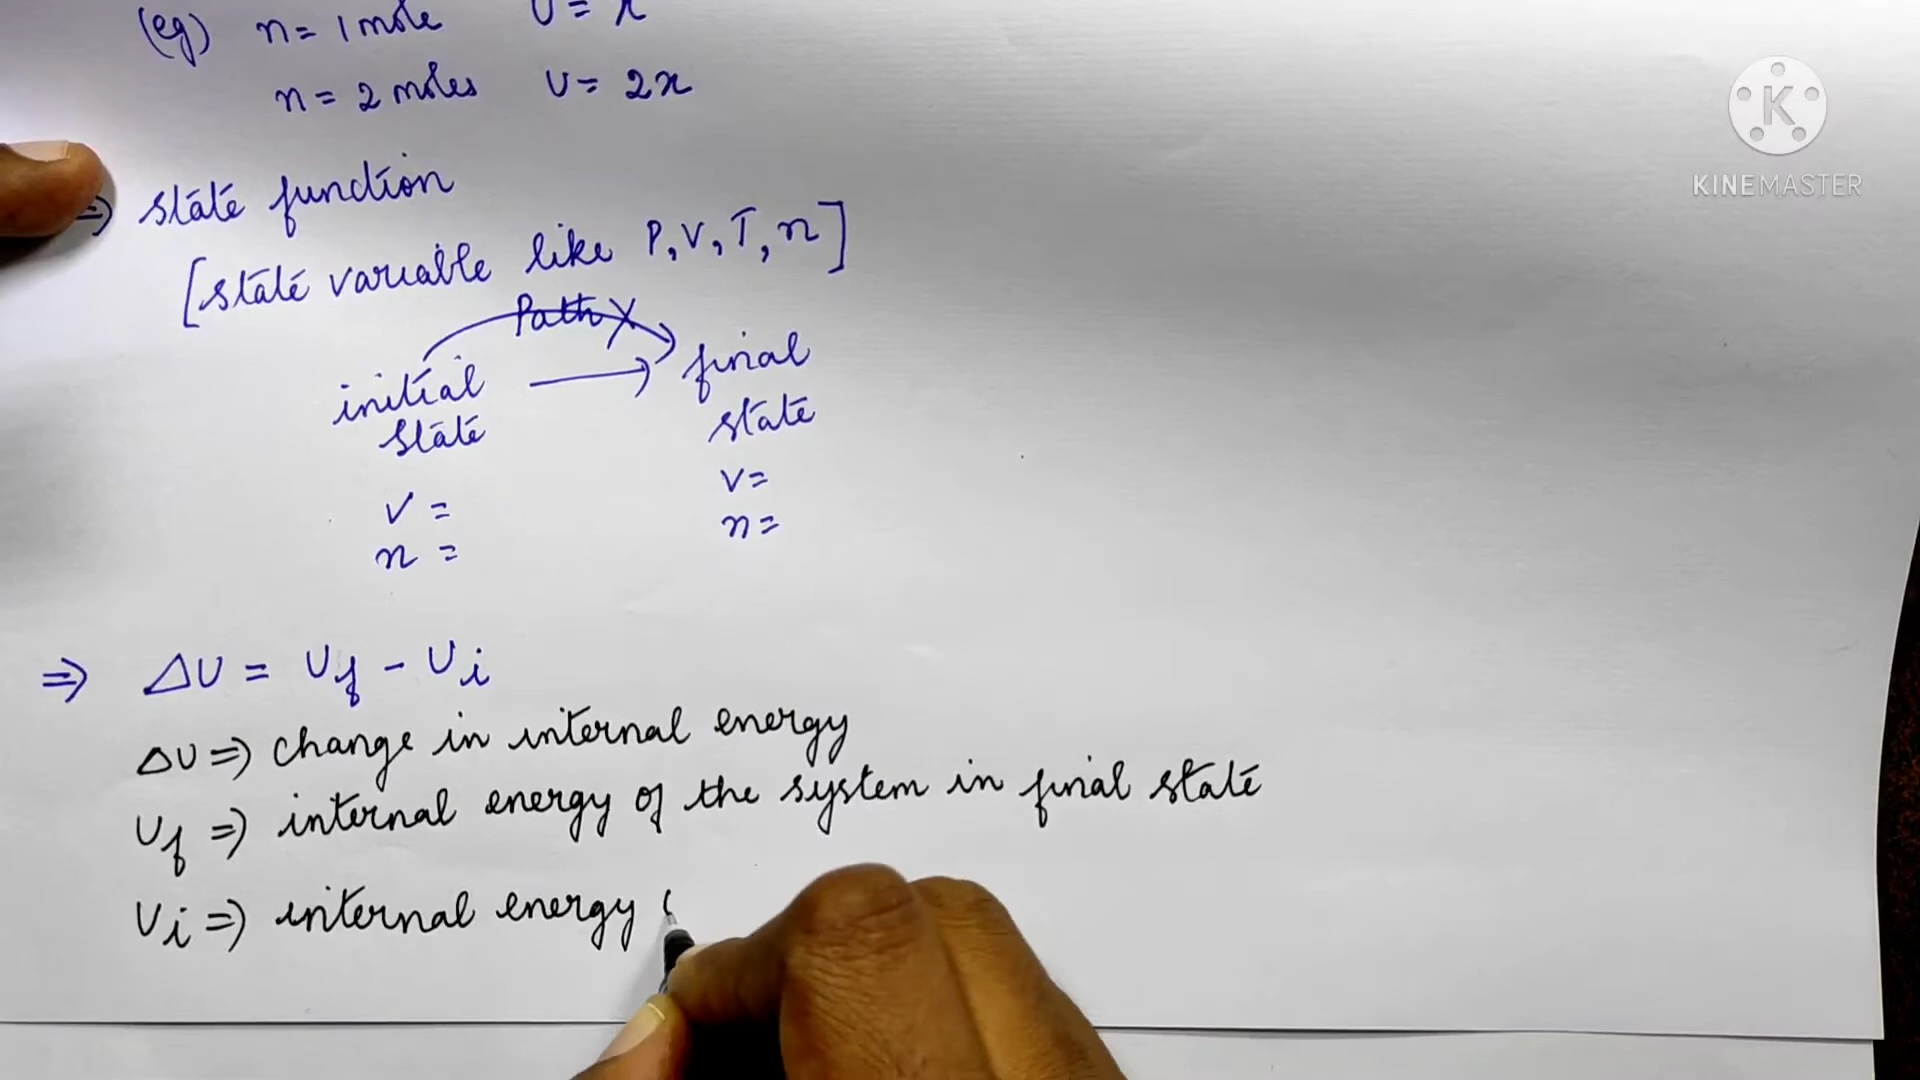 (eg) n = 1 mole U = x
n = 2 moles U = 2x
⇒ state function
[state variable like P, V, T, n]
Path X
initial state → final state
V = V =
n = n =
⇒ ΔU = Uf - Ui
ΔU ⇒ change in internal energy
Uf ⇒ internal energy of the system in final state
Ui ⇒ internal energy
K
KINEMASTER